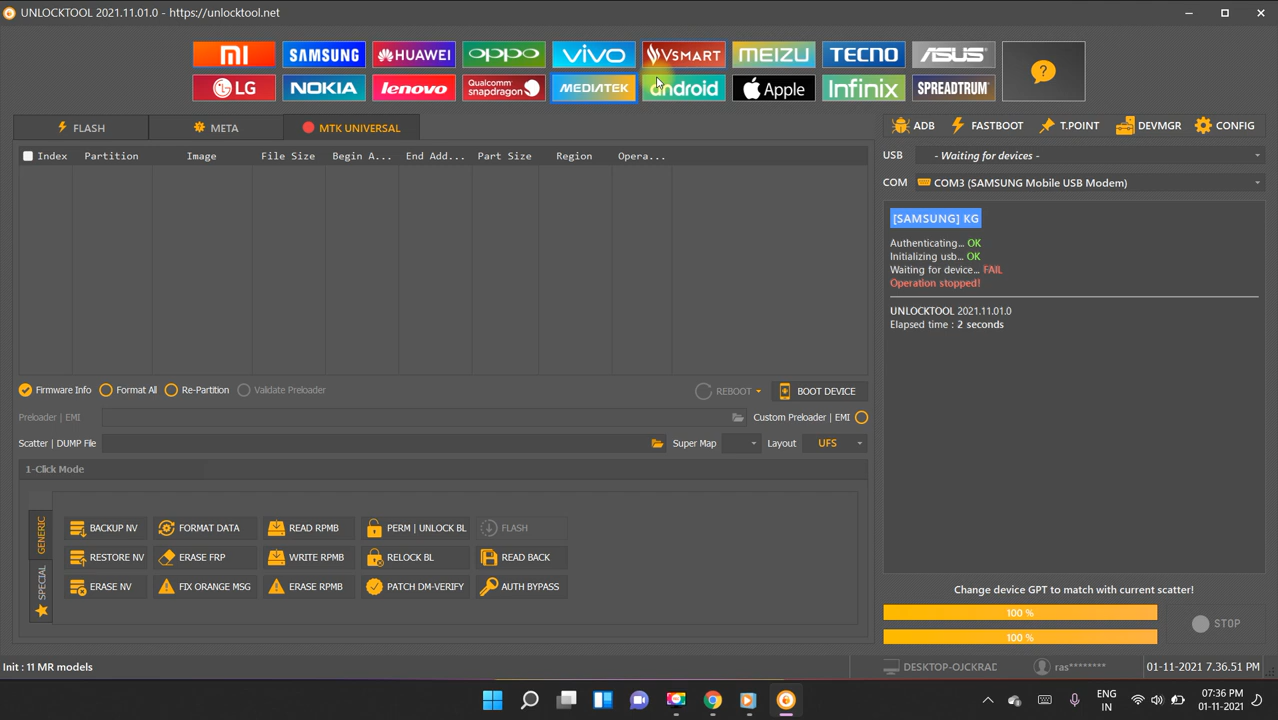 UNLOCKTOOL 2021.11.01.0 - https://unlocktool.net
MI SAMSUNG HUAWEI oppo vivo VSMART MEIZU TECNO ASUS ?
LG NOKIA lenovo Qualcomm snapdragon MEDIATEK android Apple Infinix SPREADTRUM
FLASH META MTK UNIVERSAL
ADB FASTBOOT T.POINT DEVMGR CONFIG
Index Partition Image File Size Begin A... End Add... Part Size Region Opera...
USB - Waiting for devices -
COM COM3 (SAMSUNG Mobile USB Modem)
[SAMSUNG] KG
Authenticating... OK
Initializing usb... OK
Waiting for device... FAIL
Operation stopped!
UNLOCKTOOL 2021.11.01.0
Elapsed time : 2 seconds
Firmware Info Format All Re-Partition Validate Preloader REBOOT BOOT DEVICE
Preloader | EMI Custom Preloader | EMI
Scatter | DUMP File Super Map Layout UFS
1-Click Mode
GENERIC
SPECIAL
BACKUP NV FORMAT DATA READ RPMB PERM | UNLOCK BL FLASH
RESTORE NV ERASE FRP WRITE RPMB RELOCK BL READ BACK
ERASE NV FIX ORANGE MSG ERASE RPMB PATCH DM-VERIFY AUTH BYPASS
Change device GPT to match with current scatter!
100 %
100 %
STOP
Init : 11 MR models
DESKTOP-OJCKRAD ras******** 01-11-2021 7.36.51 PM
ENG
IN
07:36 PM
01-11-2021